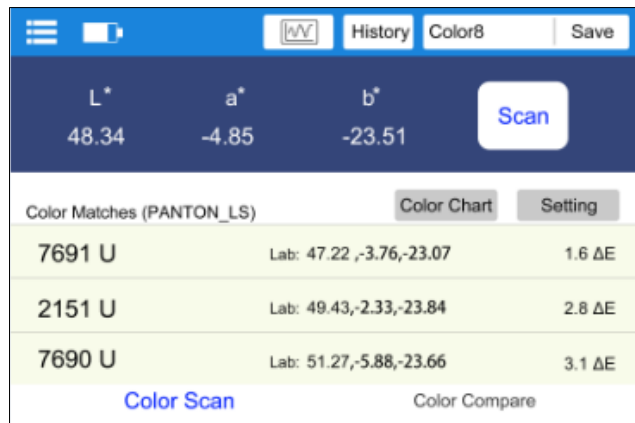 History Color8 Save
L* a* b*
48.34 -4.85 -23.51
Scan
Color Matches (PANTON_LS) Color Chart Setting
7691 U Lab: 47.22 ,-3.76,-23.07 1.6 ΔE
2151 U Lab: 49.43,-2.33,-23.84 2.8 ΔE
7690 U Lab: 51.27,-5.88,-23.66 3.1 ΔE
Color Scan Color Compare